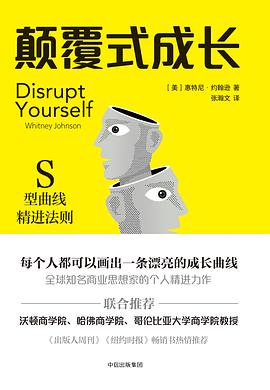 颠覆式成长
Disrupt
Yourself
Whitney Johnson
［美］惠特尼·约翰逊 著
张瀚文 译
S
型曲线
精进法则
每个人都可以画出一条漂亮的成长曲线
全球知名商业思想家的个人精进力作
联合推荐
沃顿商学院、哈佛商学院、哥伦比亚大学商学院教授
《出版人周刊》《纽约时报》畅销书热情推荐
中信出版集团